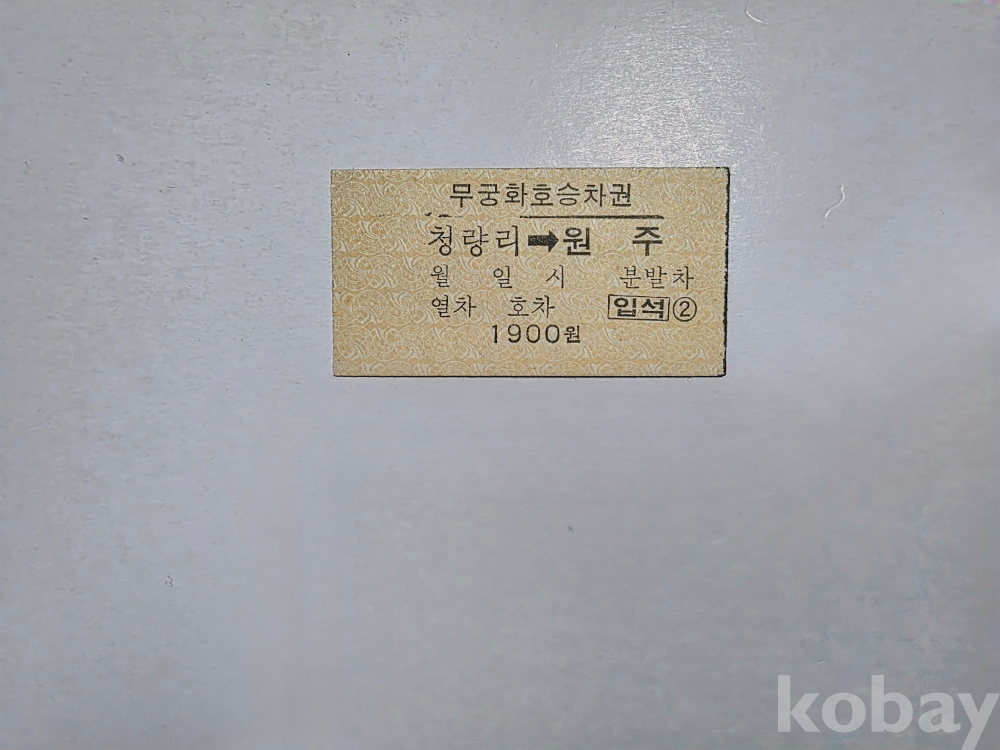 무궁화호승차권
청량리➡원 주
월 일 시 분발차
열차 호차 입석②
1900원
kobay